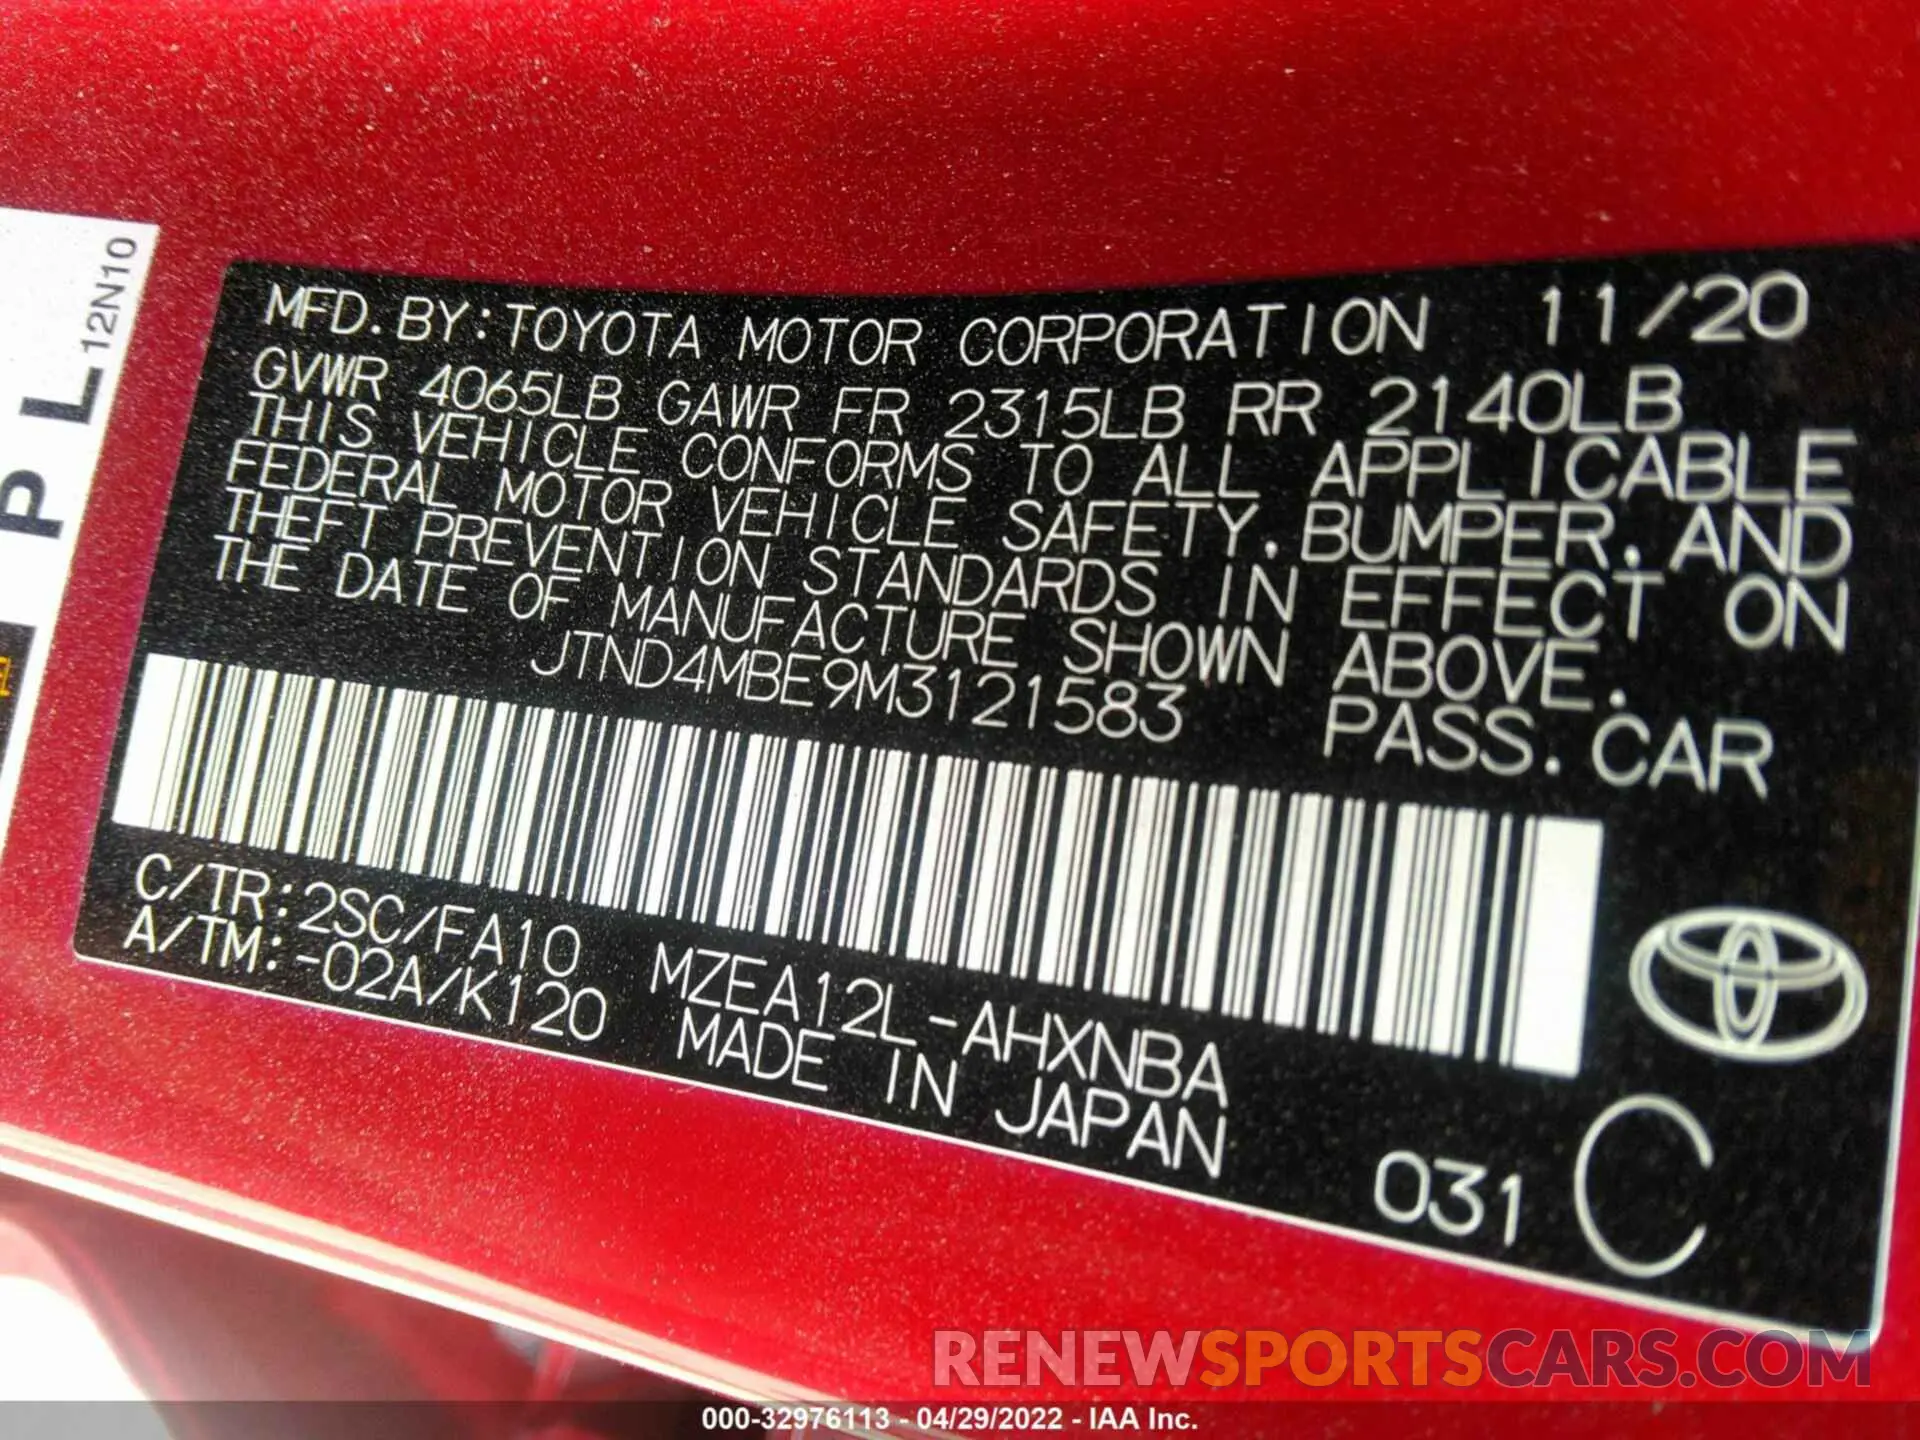 MFD. BY: TOYOTA MOTOR CORPORATION 11/20
GVWR 4065LB GAWR FR 2315LB RR 2140LB
THIS VEHICLE CONFORMS TO ALL APPLICABLE
FEDERAL MOTOR VEHICLE SAFETY, BUMPER, AND
THEFT PREVENTION STANDARDS IN EFFECT ON
THE DATE OF MANUFACTURE SHOWN ABOVE.
JTND4MBE9M3121583 PASS. CAR
C/TR: 2SC/FA10 MZEA12L-AHXNBA
A/TM: -02A/K120 MADE IN JAPAN
031 C
P L 12N10
RENEWSPORTSCARS.COM
000-32976113 - 04/29/2022 - IAA Inc.